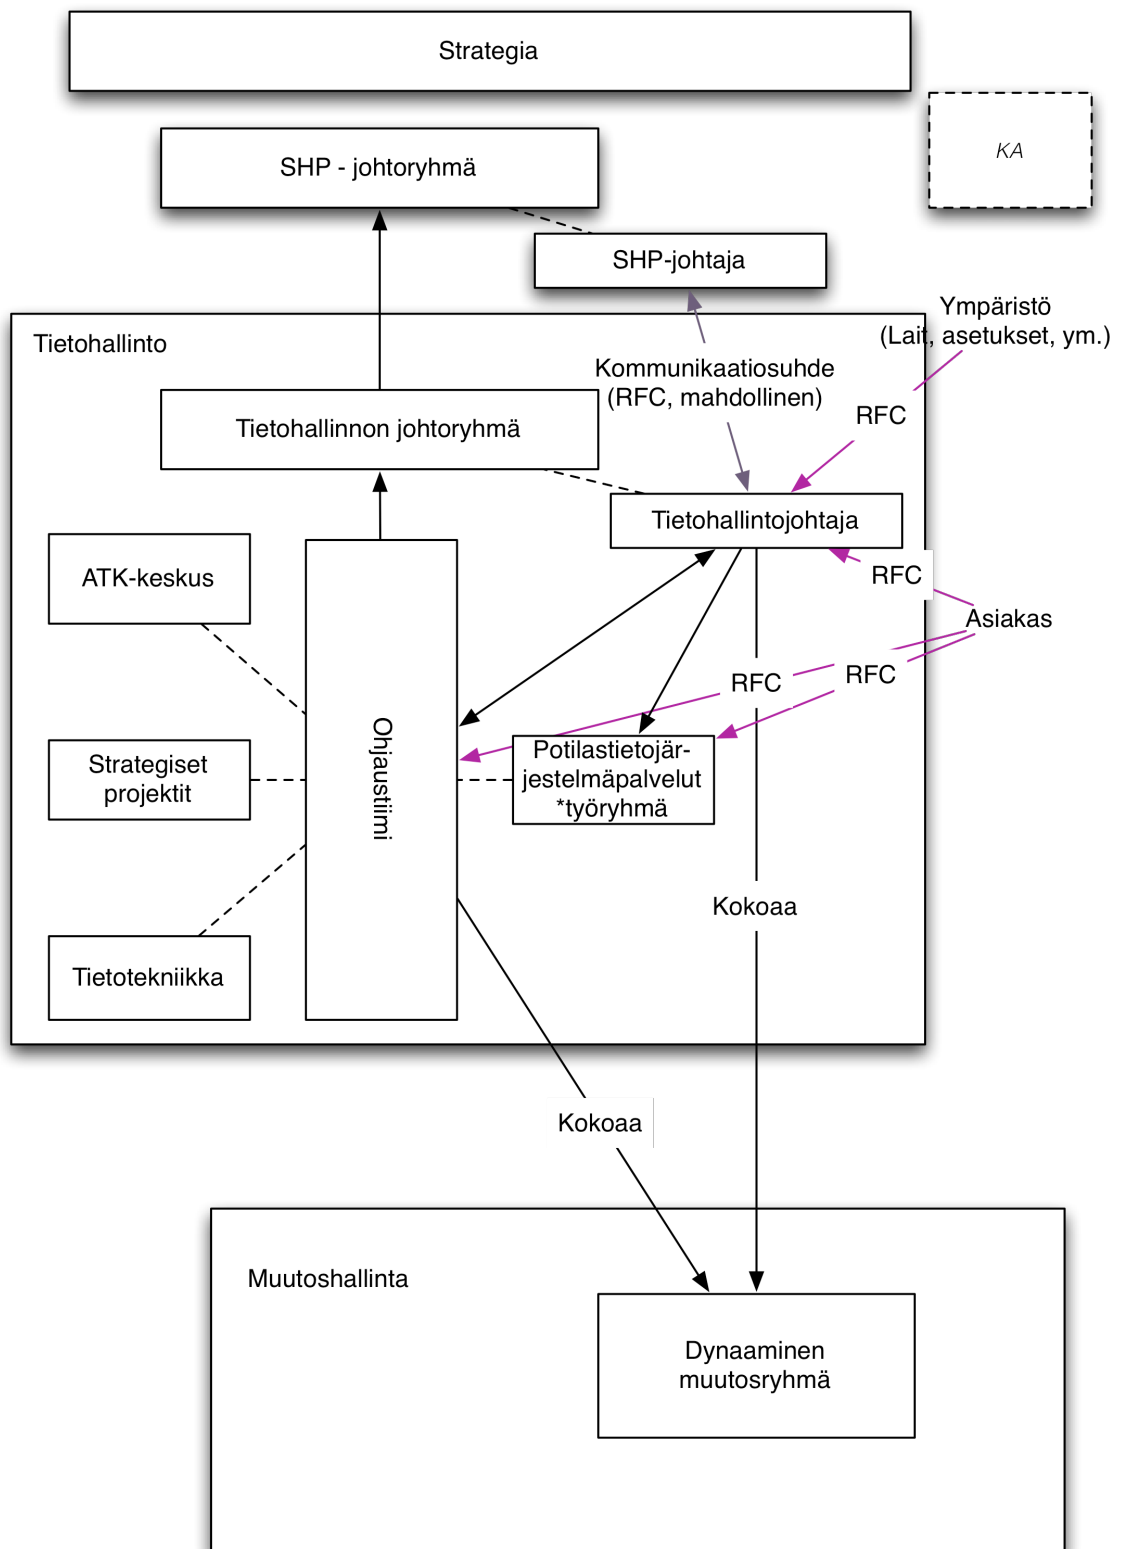 Strategia
KA
SHP - johtoryhmä
SHP-johtaja
Ympäristö
(Lait, asetukset, ym.)
Tietohallinto
Kommunikaatiosuhde
(RFC, mahdollinen)
RFC
Tietohallinnon johtoryhmä
Tietohallintojohtaja
ATK-keskus
RFC
Asiakas
RFC
RFC
Ohjaustiimi
Strategiset
projektit
Potilastietojär-
jestelmäpalvelut
*työryhmä
Kokoaa
Tietotekniikka
Kokoaa
Muutoshallinta
Dynaaminen
muutosryhmä